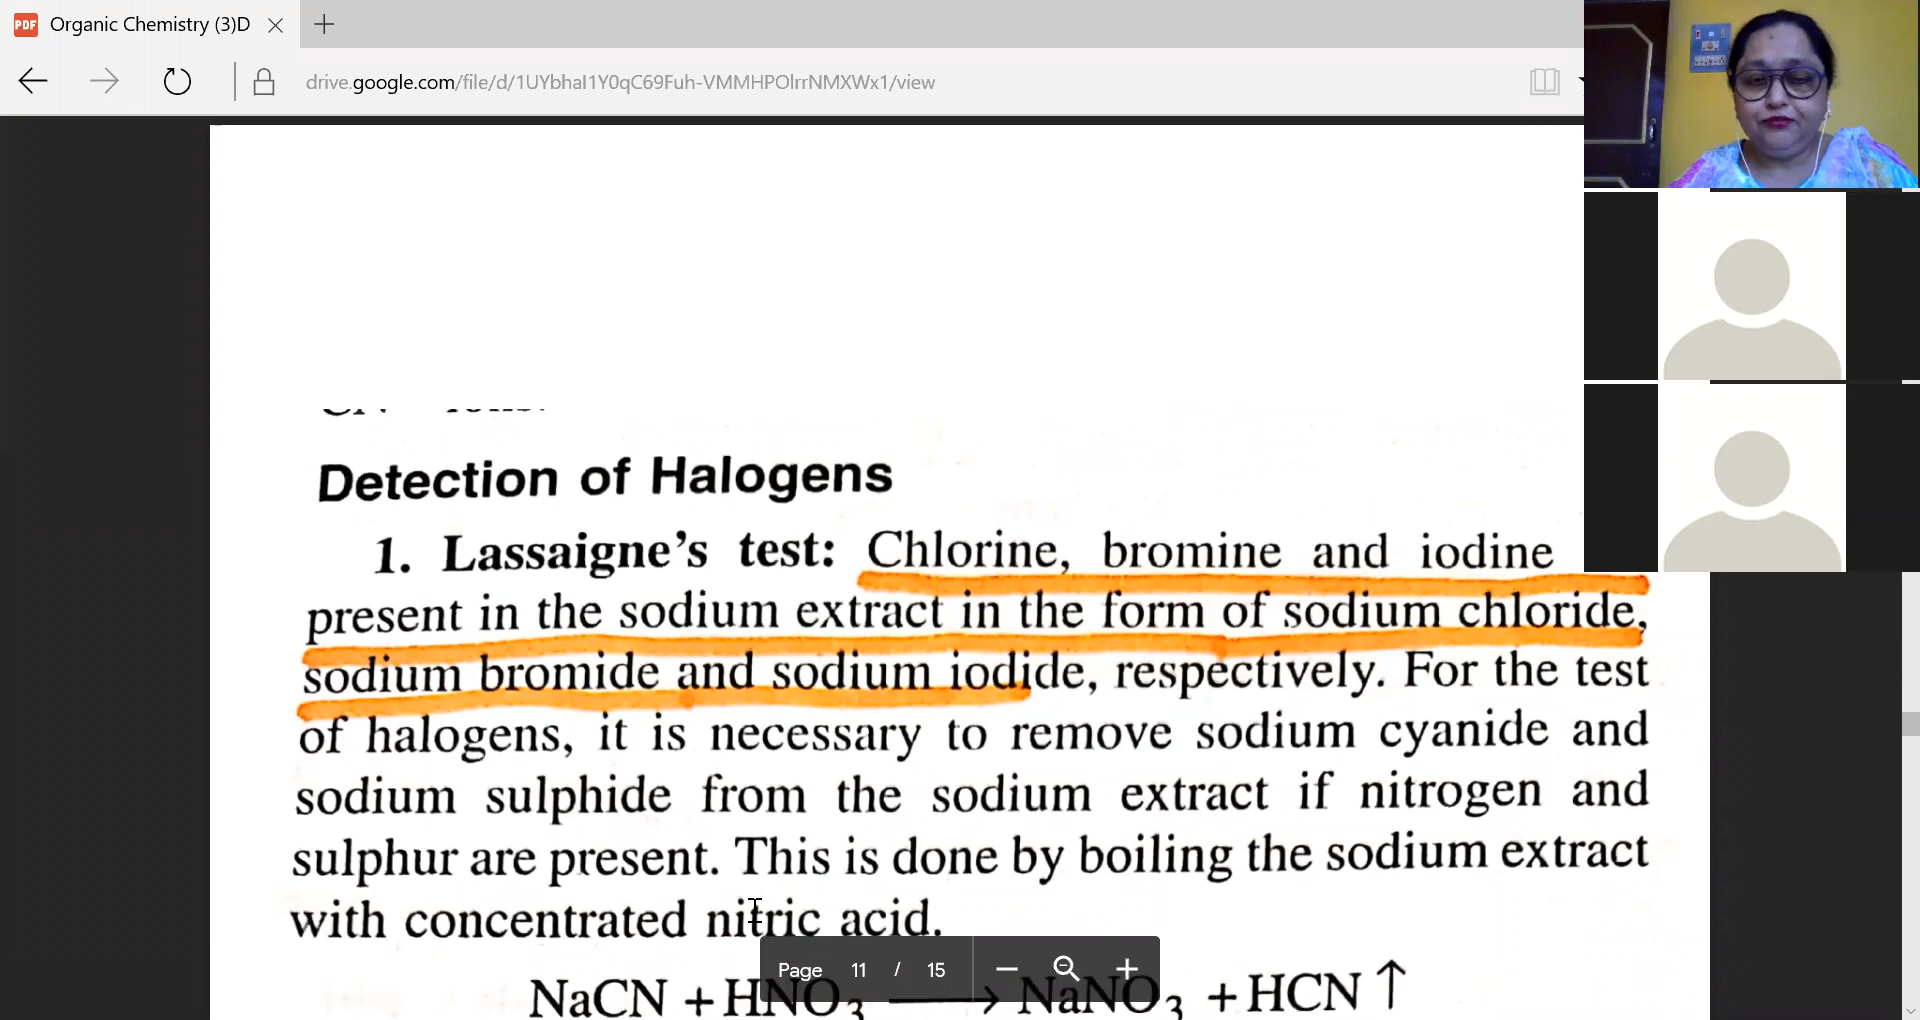 PDF Organic Chemistry (3)D
drive.google.com/file/d/1UYbhaI1Y0qC69Fuh-VMMHPOlrrNMXWx1/view
Detection of Halogens
1. Lassaigne's test: Chlorine, bromine and iodine
present in the sodium extract in the form of sodium chloride,
sodium bromide and sodium iodide, respectively. For the test
of halogens, it is necessary to remove sodium cyanide and
sodium sulphide from the sodium extract if nitrogen and
sulphur are present. This is done by boiling the sodium extract
with concentrated nitric acid.
Page 11 / 15
NaCN + HNO3 ⟶ NaNO3 + HCN ↑